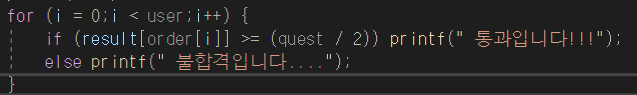 for (i = 0;i < user;i++) {
if (result[order[i]] >= (quest / 2)) printf(" 통과입니다!!!");
else printf(" 불합격입니다....");
}